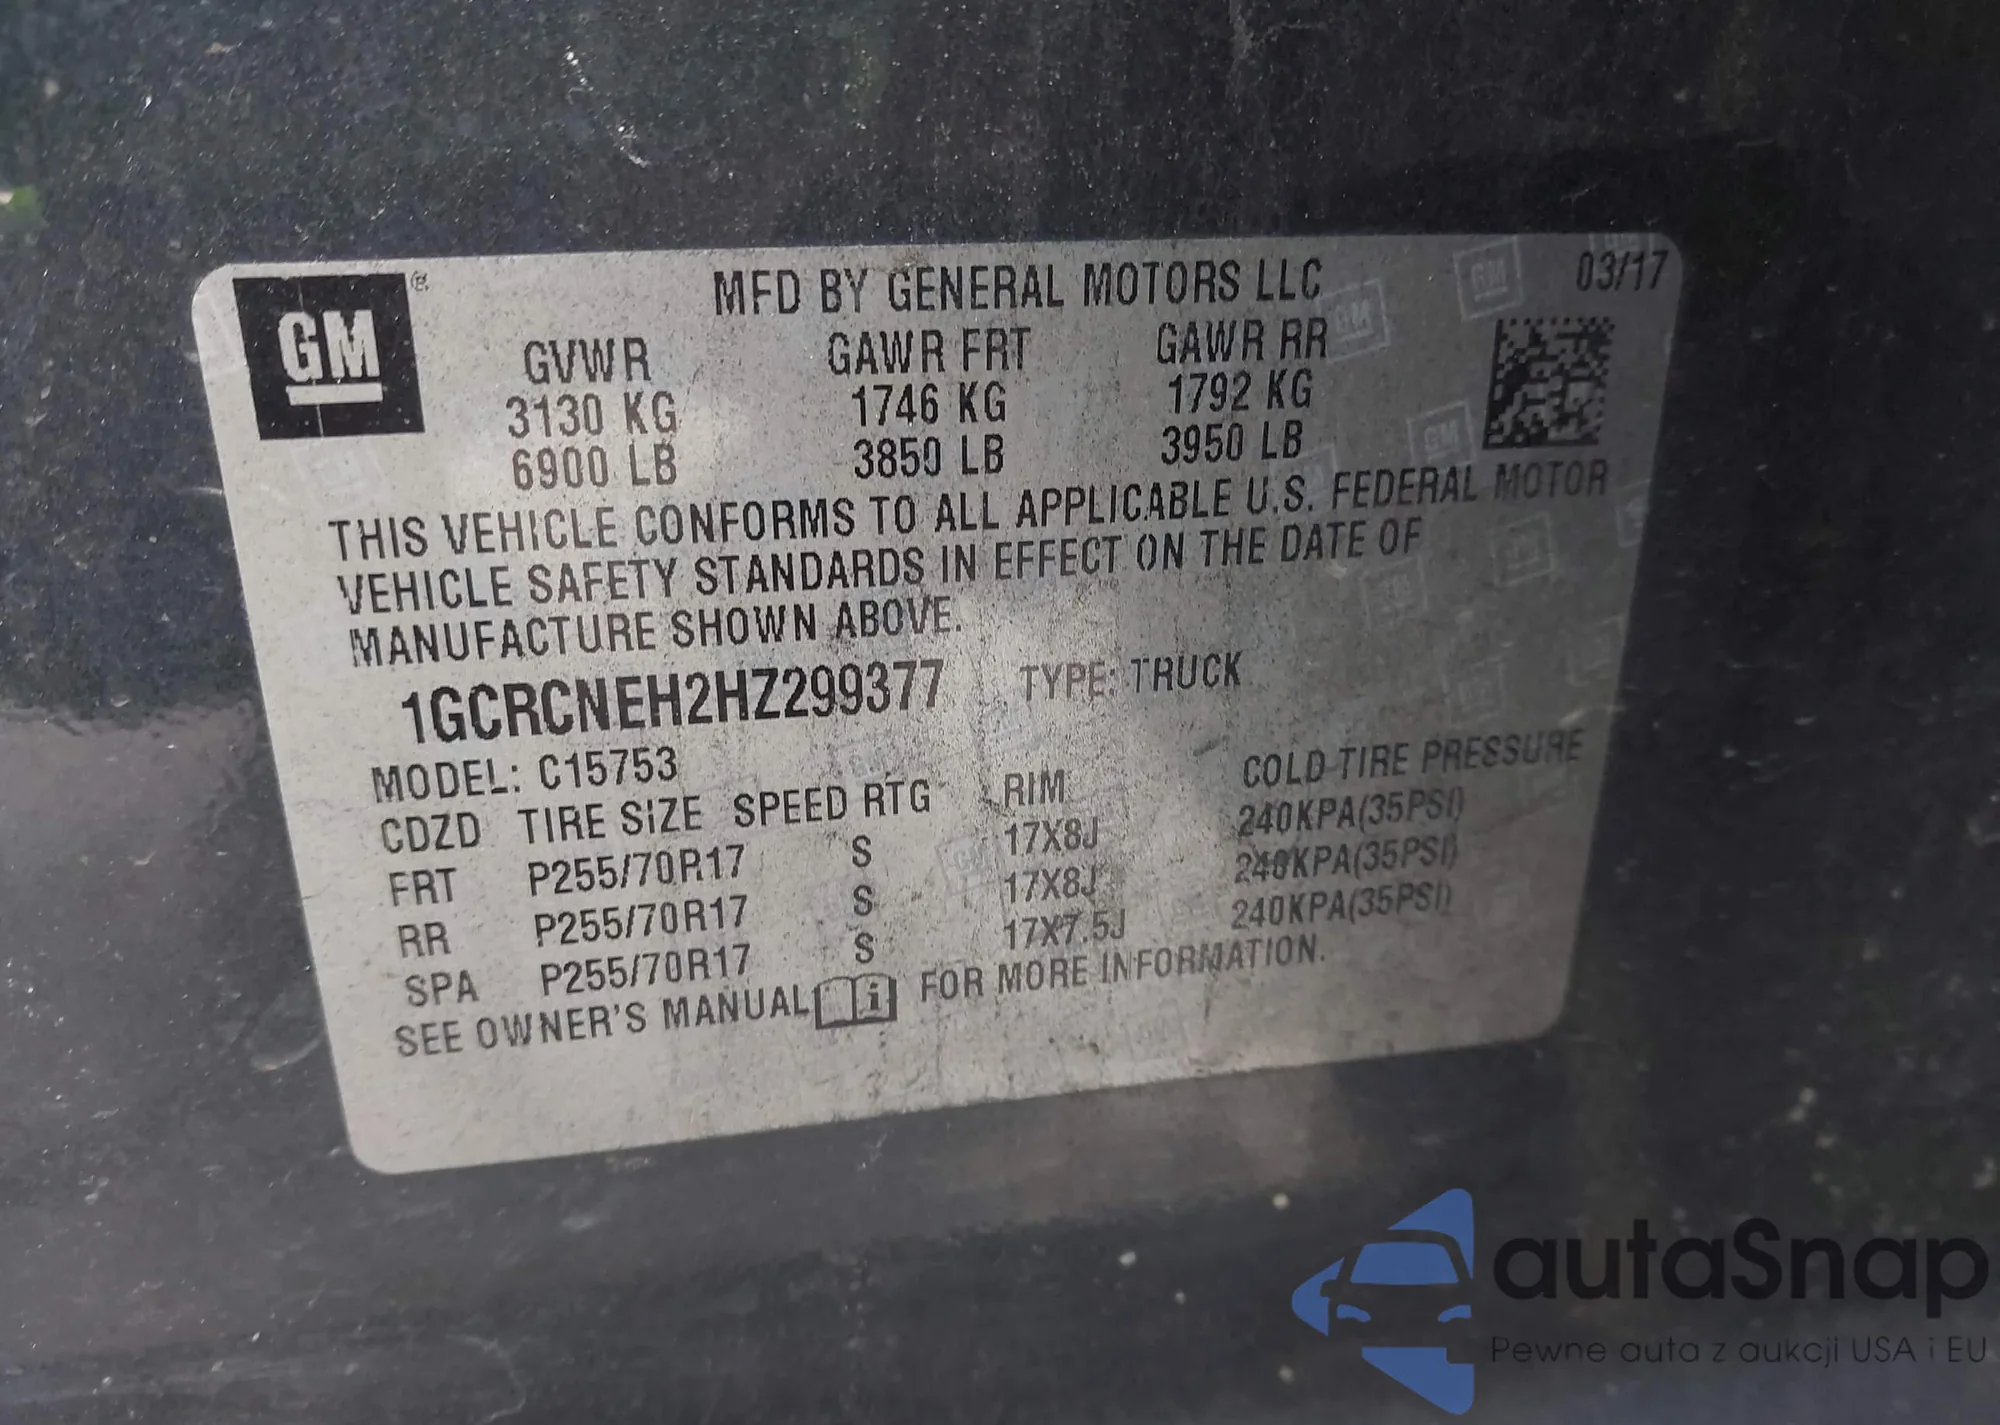 GM
®
MFD BY GENERAL MOTORS LLC
03/17
GVWR GAWR FRT GAWR RR
3130 KG 1746 KG 1792 KG
6900 LB 3850 LB 3950 LB
THIS VEHICLE CONFORMS TO ALL APPLICABLE U.S. FEDERAL MOTOR
VEHICLE SAFETY STANDARDS IN EFFECT ON THE DATE OF
MANUFACTURE SHOWN ABOVE.
1GCRCNEH2HZ299377 TYPE: TRUCK
MODEL: C15753
CDZD TIRE SIZE SPEED RTG RIM COLD TIRE PRESSURE
FRT P255/70R17 S 17X8J 240KPA(35PSI)
RR P255/70R17 S 17X8J 240KPA(35PSI)
SPA P255/70R17 S 17X7.5J 240KPA(35PSI)
SEE OWNER'S MANUAL i FOR MORE INFORMATION.
autaSnap
Pewne auta z aukcji USA i EU